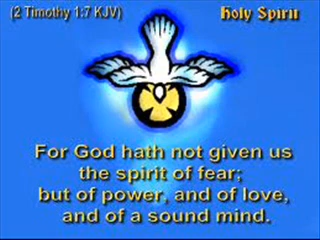 (2 Timothy 1:7 KJV)
Holy Spirit
For God hath not given us
the spirit of fear;
but of power, and of love,
and of a sound mind.